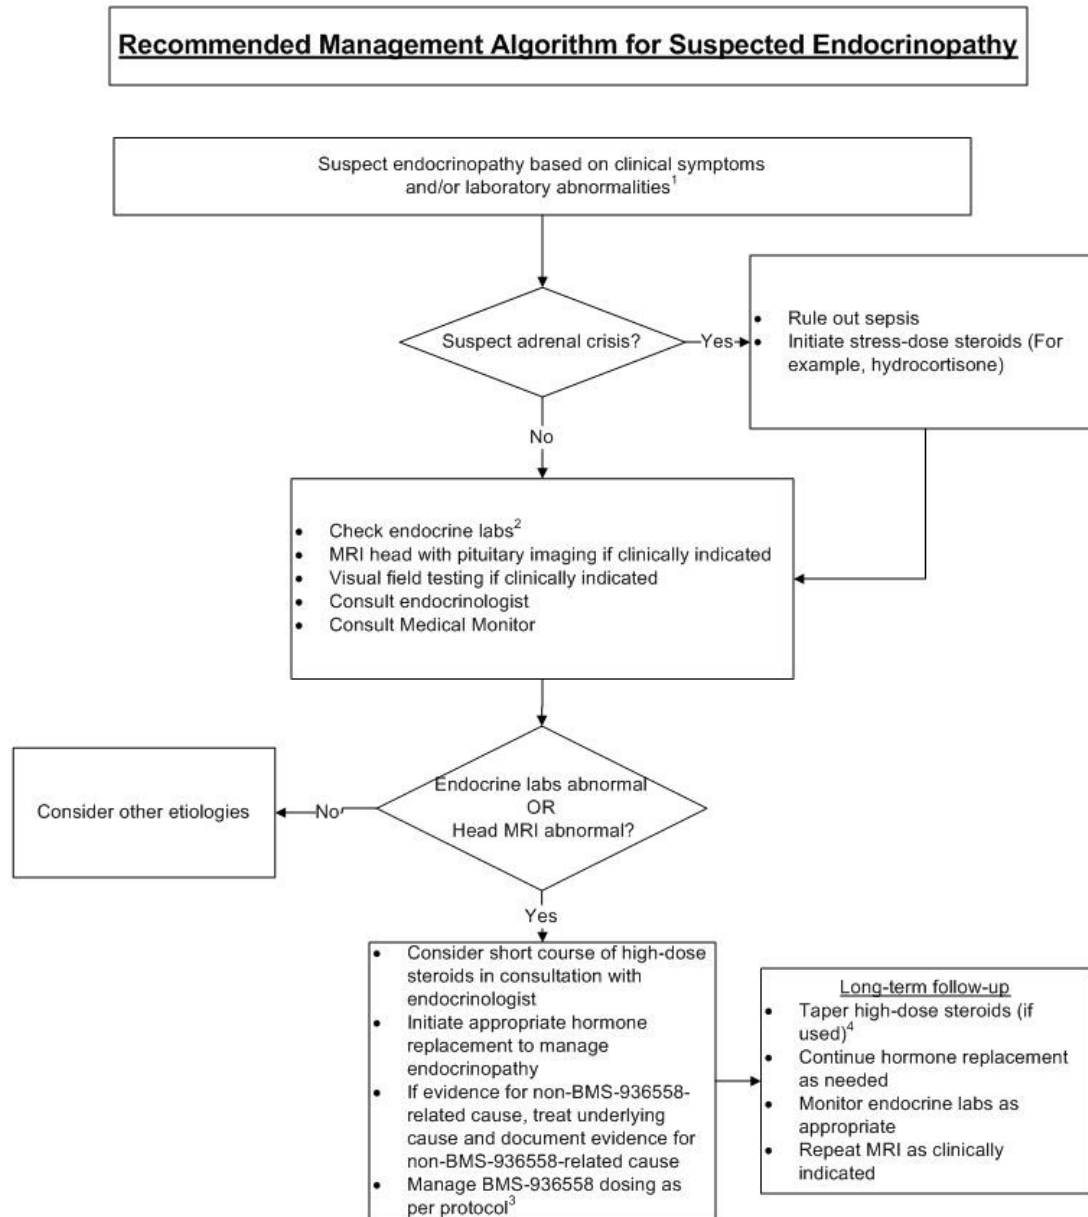 Recommended Management Algorithm for Suspected Endocrinopathy
Suspect endocrinopathy based on clinical symptoms
and/or laboratory abnormalities¹
Suspect adrenal crisis?
Yes
• Rule out sepsis
• Initiate stress-dose steroids (For
example, hydrocortisone)
No
• Check endocrine labs²
• MRI head with pituitary imaging if clinically indicated
• Visual field testing if clinically indicated
• Consult endocrinologist
• Consult Medical Monitor
Endocrine labs abnormal
OR
Head MRI abnormal?
No
Consider other etiologies
Yes
• Consider short course of high-dose
steroids in consultation with
endocrinologist
• Initiate appropriate hormone
replacement to manage
endocrinopathy
• If evidence for non-BMS-936558-
related cause, treat underlying
cause and document evidence for
non-BMS-936558-related cause
• Manage BMS-936558 dosing as
per protocol³
Long-term follow-up
• Taper high-dose steroids (if
used)⁴
• Continue hormone replacement
as needed
• Monitor endocrine labs as
appropriate
• Repeat MRI as clinically
indicated